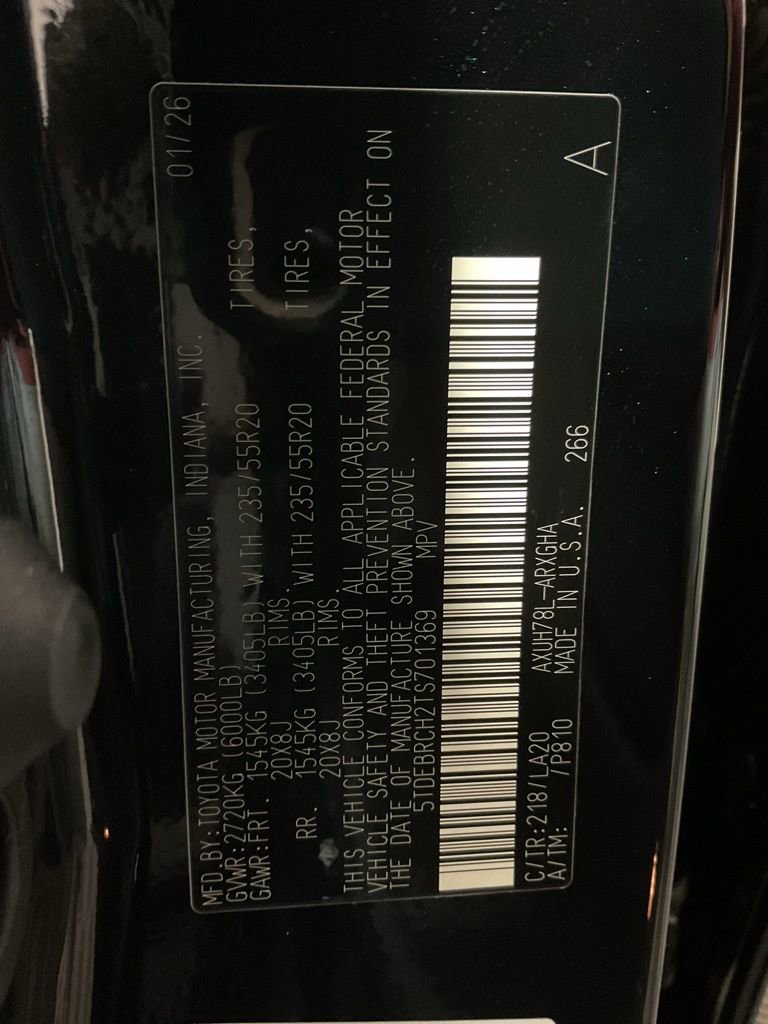 MFD. BY: TOYOTA MOTOR MANUFACTURING, INDIANA, INC. 01/26
GVWR: 2720KG (6000LB)
GAWR: FRT. 1545KG (3405LB) WITH 235/55R20 TIRES,
20X8J RIMS.
RR. 1545KG (3405LB) WITH 235/55R20 TIRES,
20X8J RIMS.
THIS VEHICLE CONFORMS TO ALL APPLICABLE FEDERAL MOTOR
VEHICLE SAFETY AND THEFT PREVENTION STANDARDS IN EFFECT ON
THE DATE OF MANUFACTURE SHOWN ABOVE.
5TDEBRCH2TS701369 MPV
C/TR: 218/LA20 AXUH78L-ARXGHA
A/TM: /P810 MADE IN U.S.A. 266
A